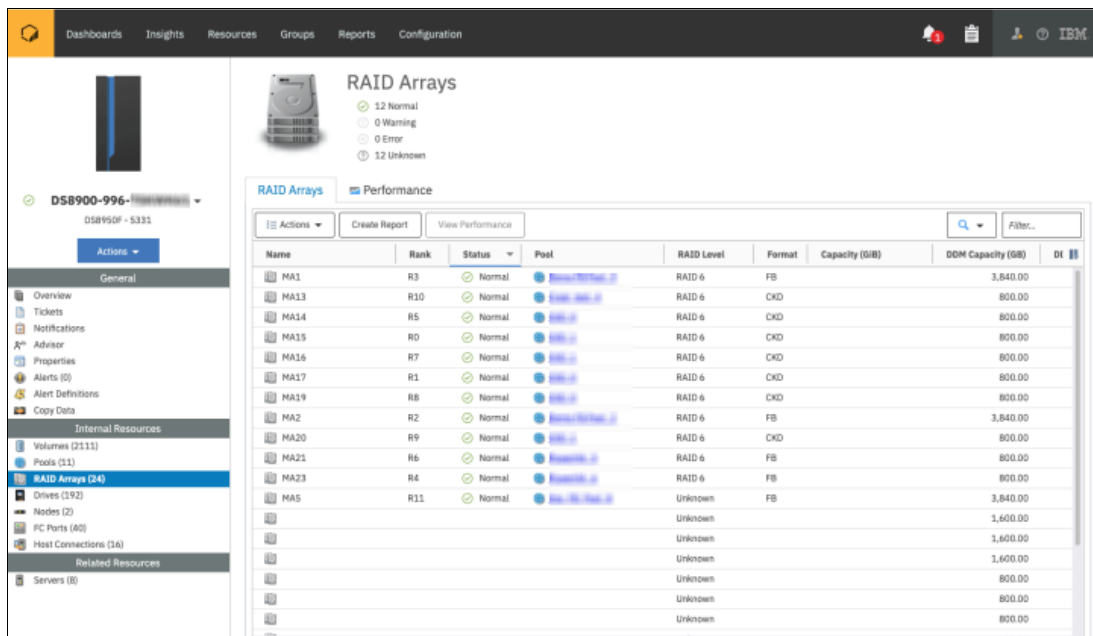 Dashboards Insights Resources Groups Reports Configuration 1 IBM
RAID Arrays
12 Normal
0 Warning
0 Error
12 Unknown
DS8900-996-
DS8950F - 5331
Actions
General
Overview
Tickets
Notifications
Advisor
Properties
Alerts (0)
Alert Definitions
Copy Data
Internal Resources
Volumes (2111)
Pools (11)
RAID Arrays (24)
Drives (192)
Nodes (2)
FC Ports (40)
Host Connections (16)
Related Resources
Servers (8)
RAID Arrays Performance
Actions Create Report View Performance Filter...
Name Rank Status Pool RAID Level Format Capacity (GiB) DDM Capacity (GB)
MA1 R3 Normal RAID 6 FB 3,840.00
MA13 R10 Normal RAID 6 CKD 800.00
MA14 R5 Normal RAID 6 CKD 800.00
MA15 R0 Normal RAID 6 CKD 800.00
MA16 R7 Normal RAID 6 CKD 800.00
MA17 R1 Normal RAID 6 CKD 800.00
MA19 R8 Normal RAID 6 CKD 800.00
MA2 R2 Normal RAID 6 FB 3,840.00
MA20 R9 Normal RAID 6 CKD 800.00
MA21 R6 Normal RAID 6 FB 800.00
MA23 R4 Normal RAID 6 FB 800.00
MA5 R11 Normal Unknown FB 3,840.00
Unknown 1,600.00
Unknown 1,600.00
Unknown 1,600.00
Unknown 800.00
Unknown 800.00
Unknown 800.00